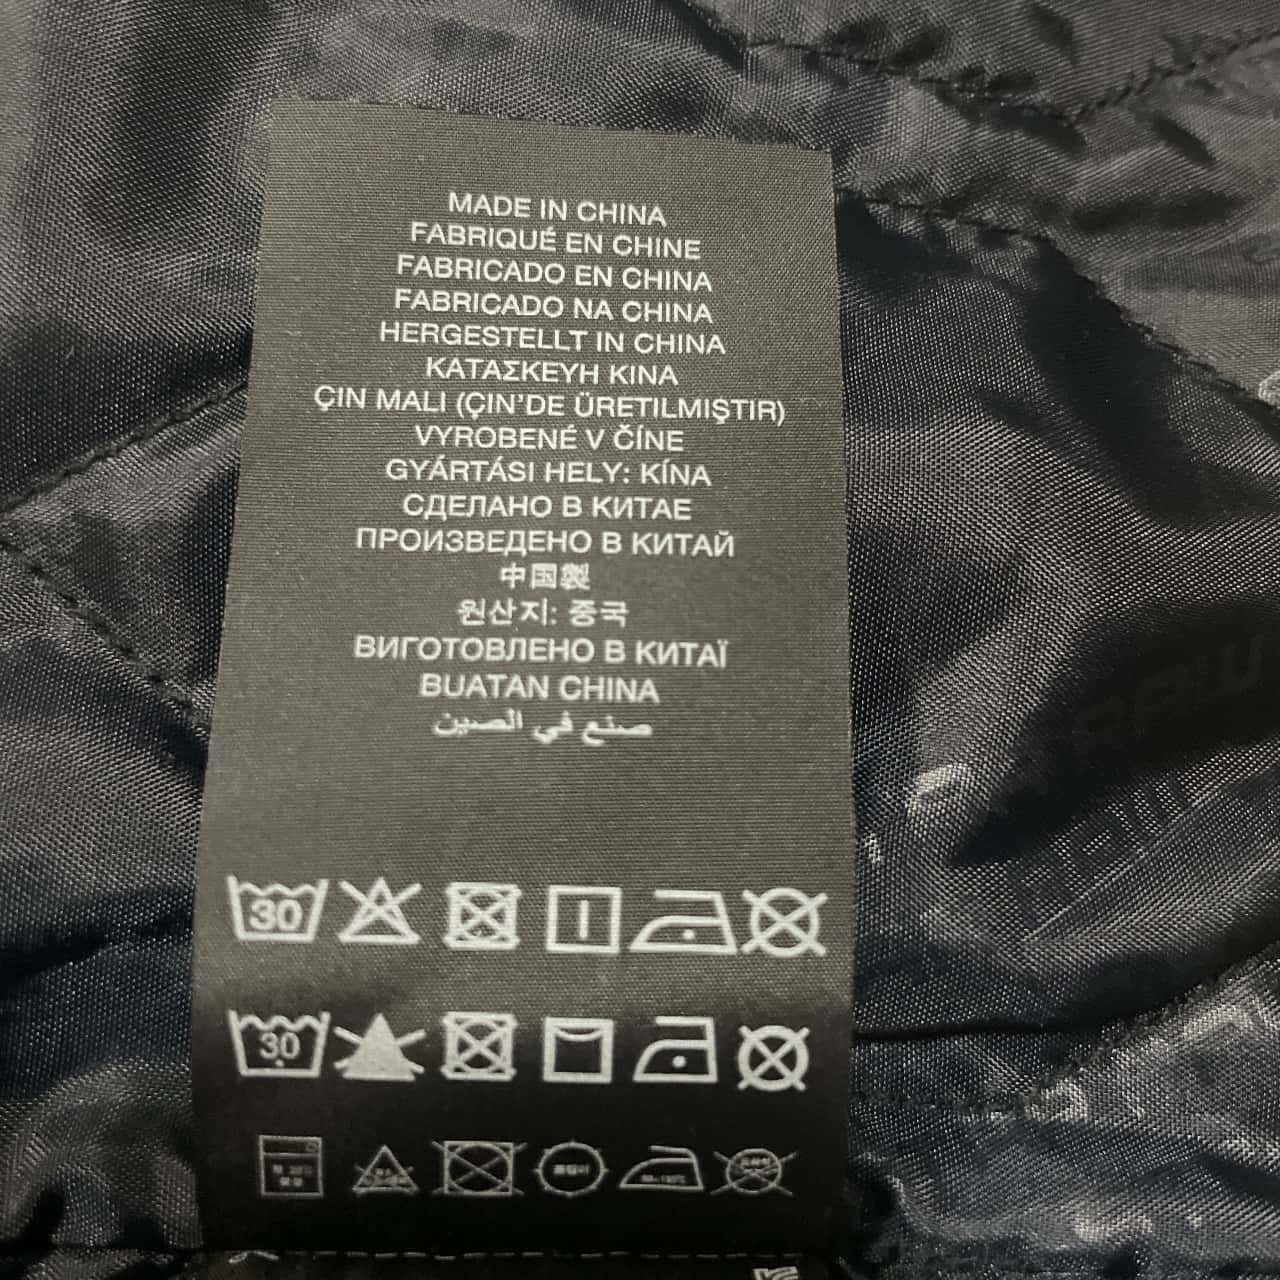 MADE IN CHINA
FABRIQUÉ EN CHINE
FABRICADO EN CHINA
FABRICADO NA CHINA
HERGESTELLT IN CHINA
ΚΑΤΑΣΚΕΥΗ ΚΙΝΑ
ÇIN MALI (ÇIN'DE ÜRETILMIŞTIR)
VYROBENÉ V ČÍNE
GYÁRTÁSI HELY: KÍNA
СДЕЛАНО В КИТАЕ
ПРОИЗВЕДЕНО В КИТАЙ
中国製
원산지: 중국
ВИГОТОВЛЕНО В КИТАЇ
BUATAN CHINA
صنع في الصين
30
30